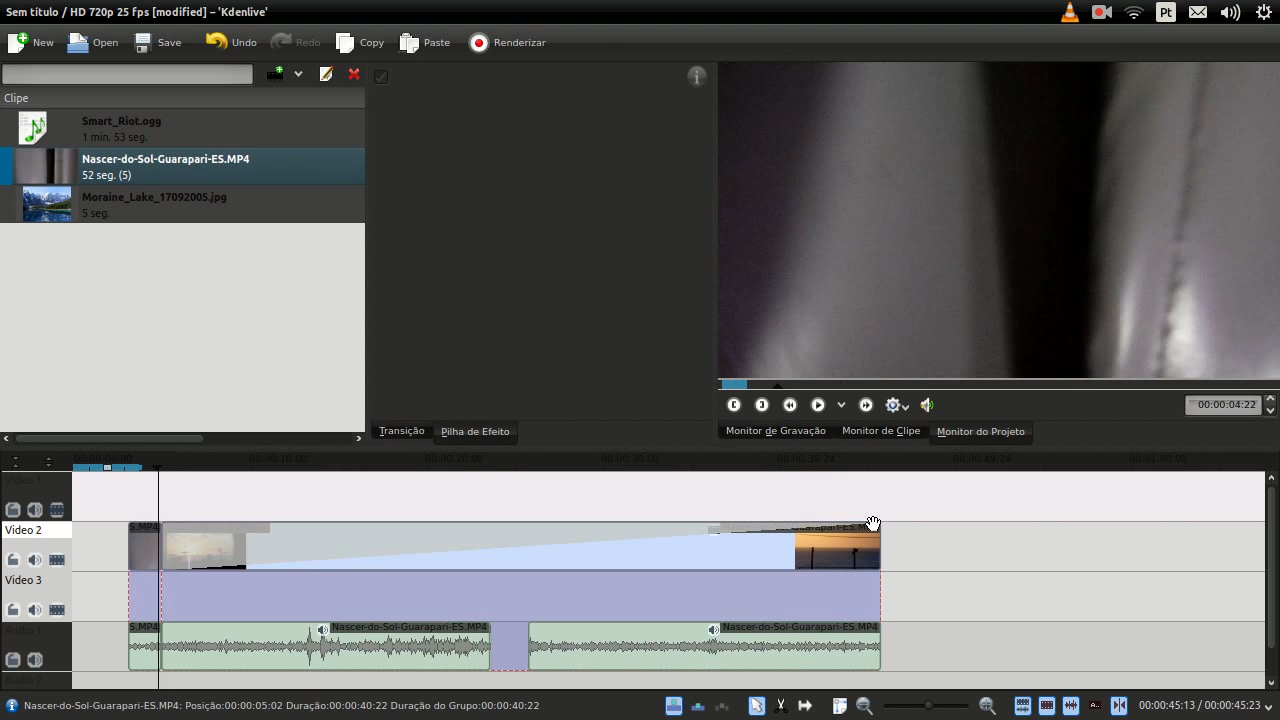 Sem titulo / HD 720p 25 fps [modified] – 'Kdenlive'
Pt
New
Open
Save
Undo
Redo
Copy
Paste
Renderizar
Clipe
Smart_Riot.ogg
1 min. 53 seg.
Nascer-do-Sol-Guarapari-ES.MP4
52 seg. (5)
Moraine_Lake_17092005.jpg
5 seg.
00:00:04:22
Transição
Pilha de Efeito
Monitor de Gravação
Monitor de Clipe
Monitor do Projeto
00:00:00:00
00:00:10:00
00:00:20:00
00:00:30:00
00:00:39:24
00:00:49:24
00:01:00:00
Video 1
Video 2
S.MP4
Video 3
Audio 1
S.MP4
Nascer-do-Sol-Guarapari-ES.MP4
Nascer-do-Sol-Guarapari-ES.MP4
Audio 2
Nascer-do-Sol-Guarapari-ES.MP4: Posição:00:00:05:02 Duração:00:00:40:22 Duração do Grupo:00:00:40:22
00:00:45:13 / 00:00:45:23